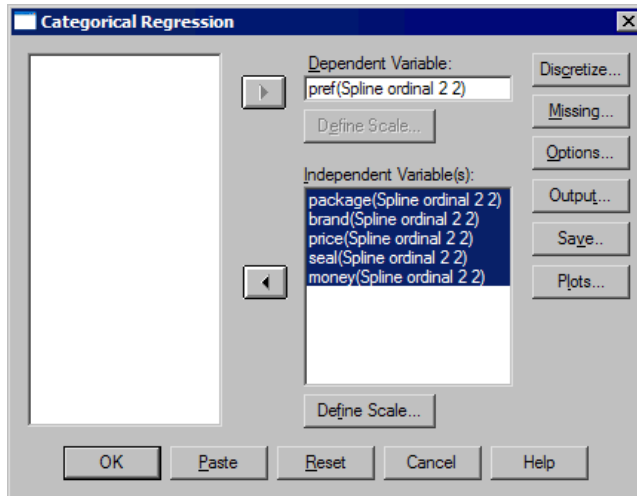 Categorical Regression
Dependent Variable:
pref(Spline ordinal 2 2)
Define Scale...
Independent Variable(s):
package(Spline ordinal 2 2)
brand(Spline ordinal 2 2)
price(Spline ordinal 2 2)
seal(Spline ordinal 2 2)
money(Spline ordinal 2 2)
Define Scale...
Discretize...
Missing...
Options...
Output...
Save..
Plots...
OK
Paste
Reset
Cancel
Help